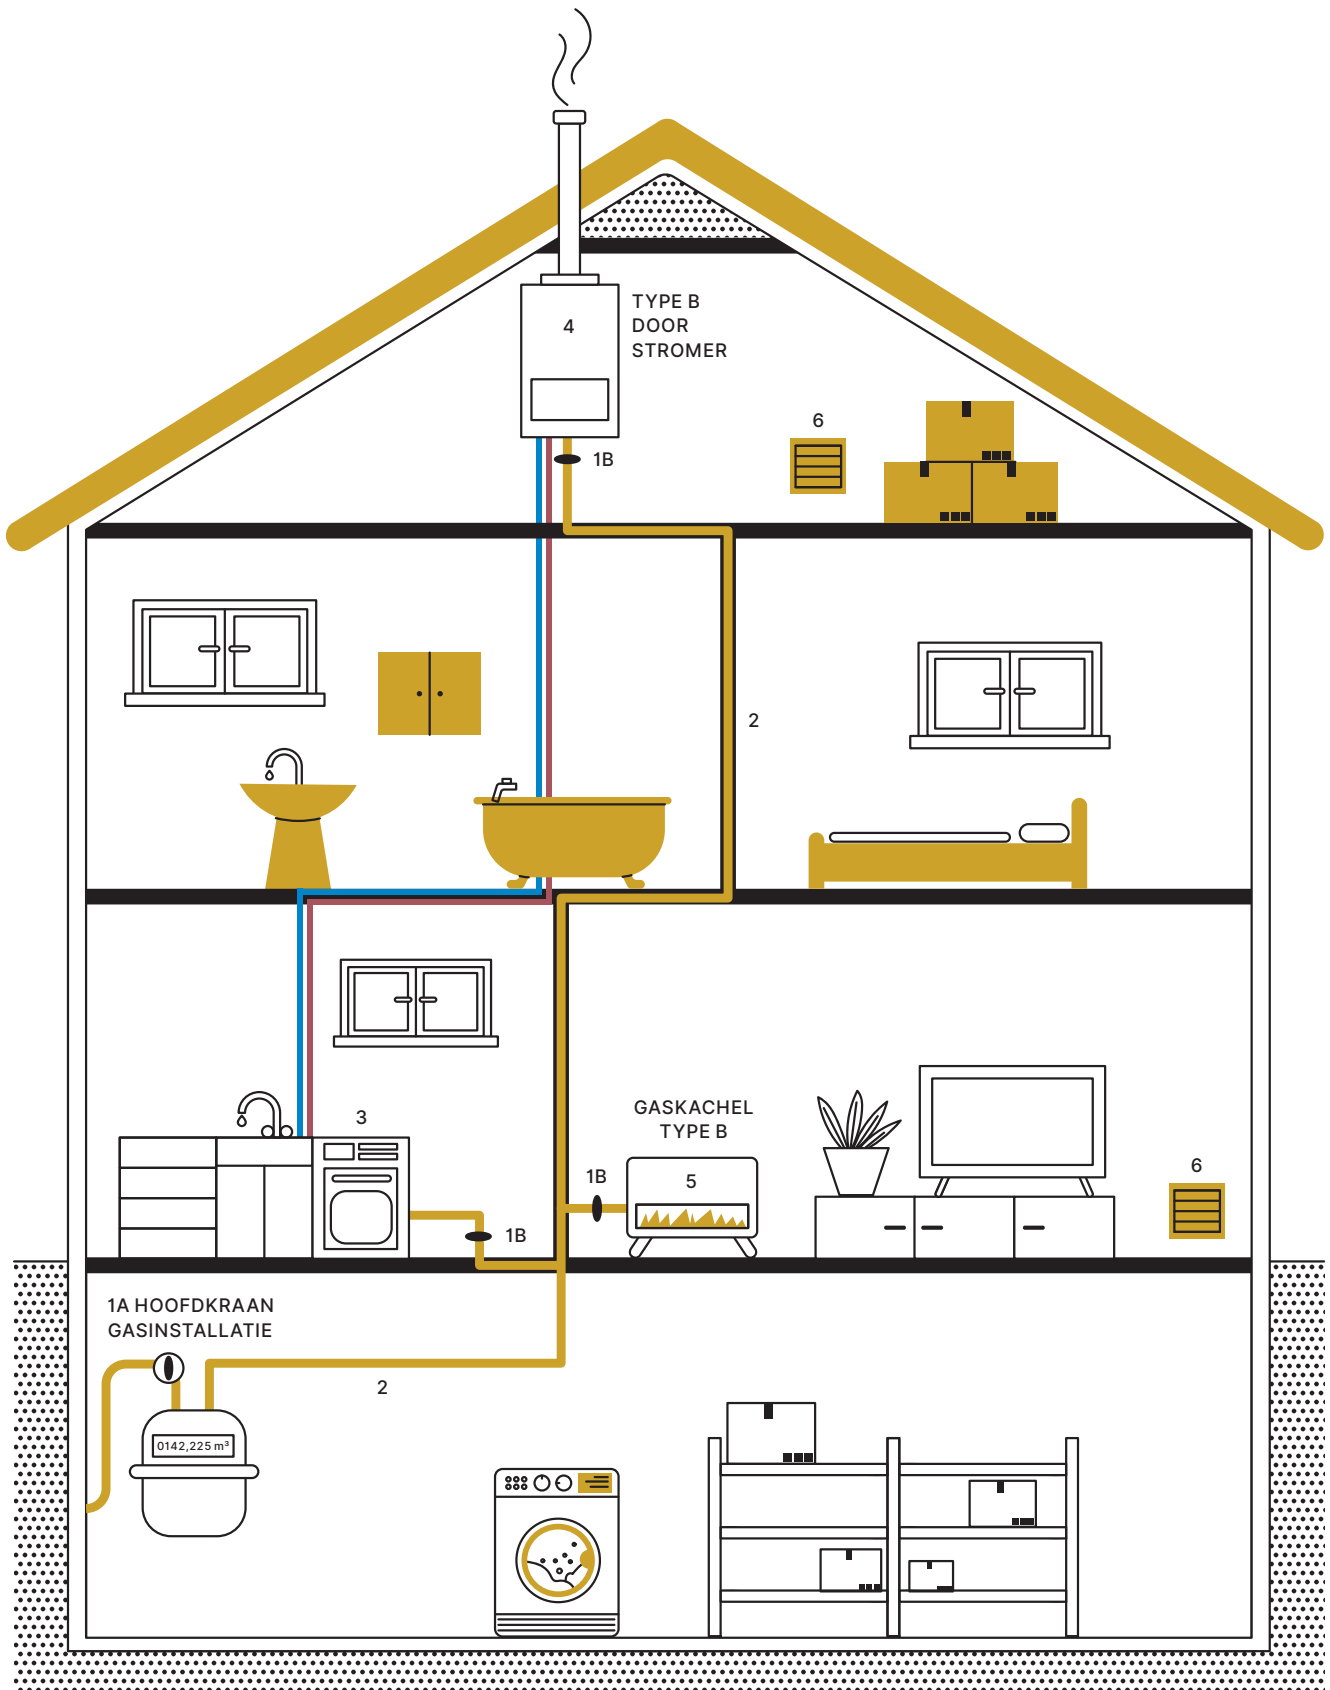 4
TYPE B
DOOR
STROMER
6
1B
2
3
GASKACHEL
TYPE B
1B
5
6
1B
1A HOOFDKRAAN
GASINSTALLATIE
2
0142,225 m³